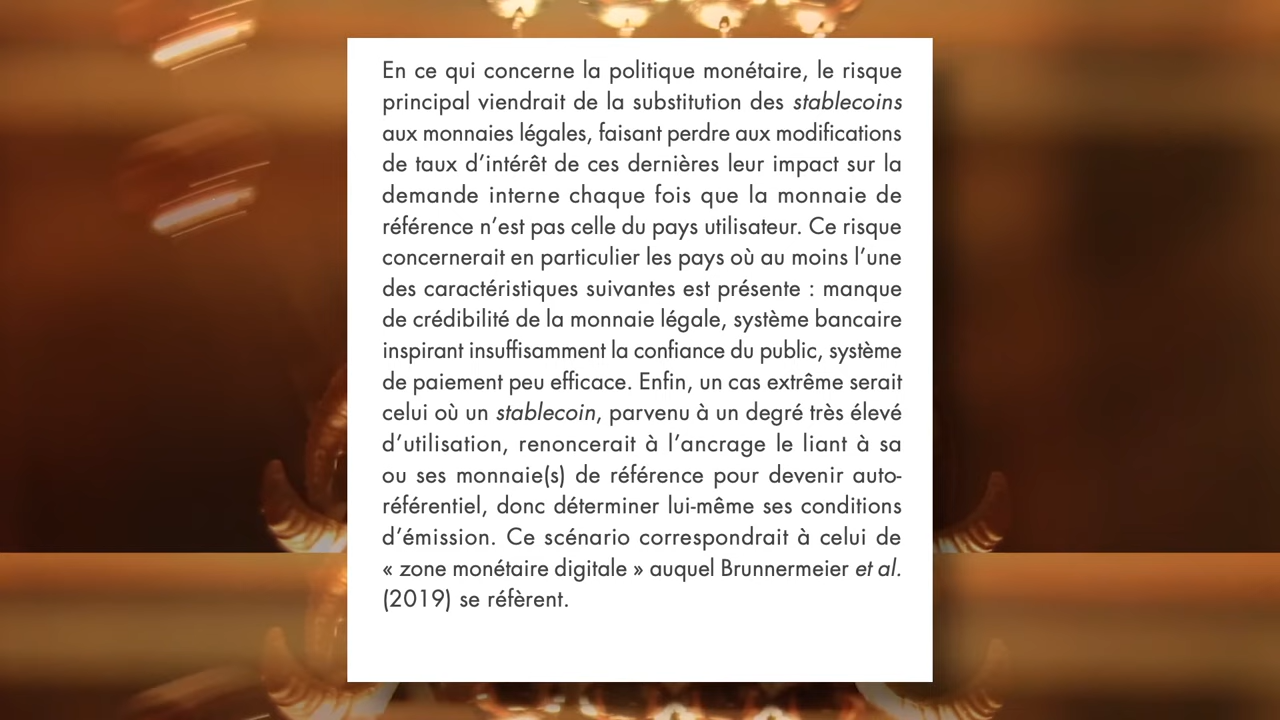 En ce qui concerne la politique monétaire, le risque
principal viendrait de la substitution des stablecoins
aux monnaies légales, faisant perdre aux modifications
de taux d’intérêt de ces dernières leur impact sur la
demande interne chaque fois que la monnaie de
référence n’est pas celle du pays utilisateur. Ce risque
concernerait en particulier les pays où au moins l’une
des caractéristiques suivantes est présente : manque
de crédibilité de la monnaie légale, système bancaire
inspirant insuffisamment la confiance du public, système
de paiement peu efficace. Enfin, un cas extrême serait
celui où un stablecoin, parvenu à un degré très élevé
d’utilisation, renoncerait à l’ancrage le liant à sa
ou ses monnaie(s) de référence pour devenir auto-
référentiel, donc déterminer lui-même ses conditions
d’émission. Ce scénario correspondrait à celui de
« zone monétaire digitale » auquel Brunnermeier et al.
(2019) se réfèrent.